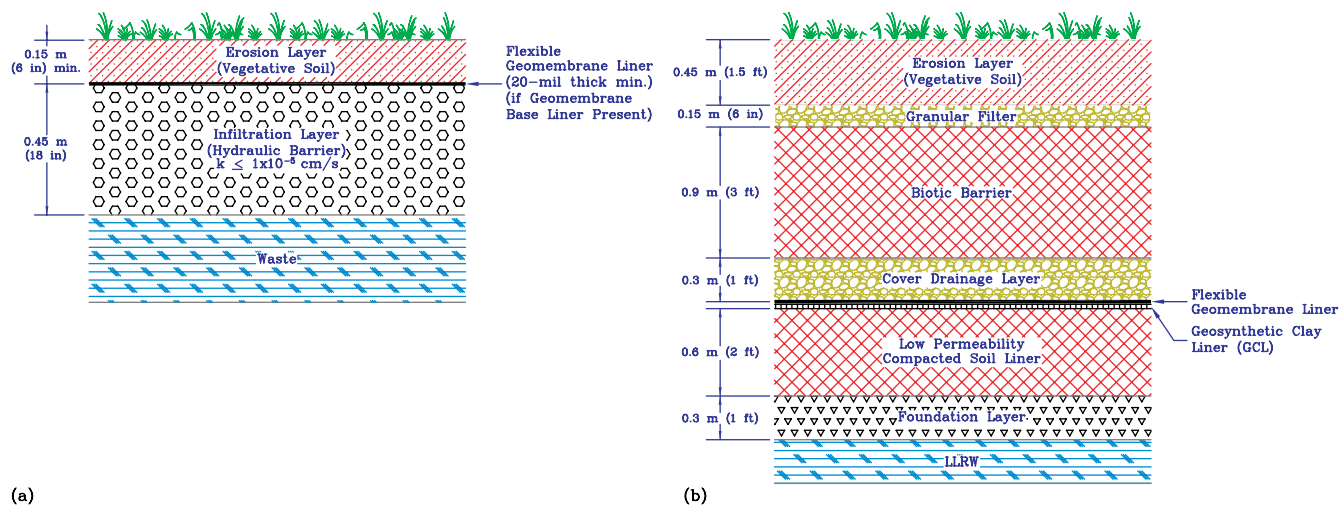 0.15 m
(6 in) min.
Erosion Layer
(Vegetative Soil)
Flexible
Geomembrane Liner
(20-mil thick min.)
(if Geomembrane
Base Liner Present)
0.45 m
(18 in)
Infiltration Layer
(Hydraulic Barrier)
k ≤ 1x10⁻⁵ cm/s
Waste
(a)
0.45 m (1.5 ft)
Erosion Layer
(Vegetative Soil)
0.15 m (6 in)
Granular Filter
0.9 m (3 ft)
Biotic Barrier
0.3 m (1 ft)
Cover Drainage Layer
Flexible
Geomembrane Liner
Geosynthetic Clay
Liner (GCL)
0.6 m (2 ft)
Low Permeability
Compacted Soil Liner
0.3 m (1 ft)
Foundation Layer
LLRW
(b)